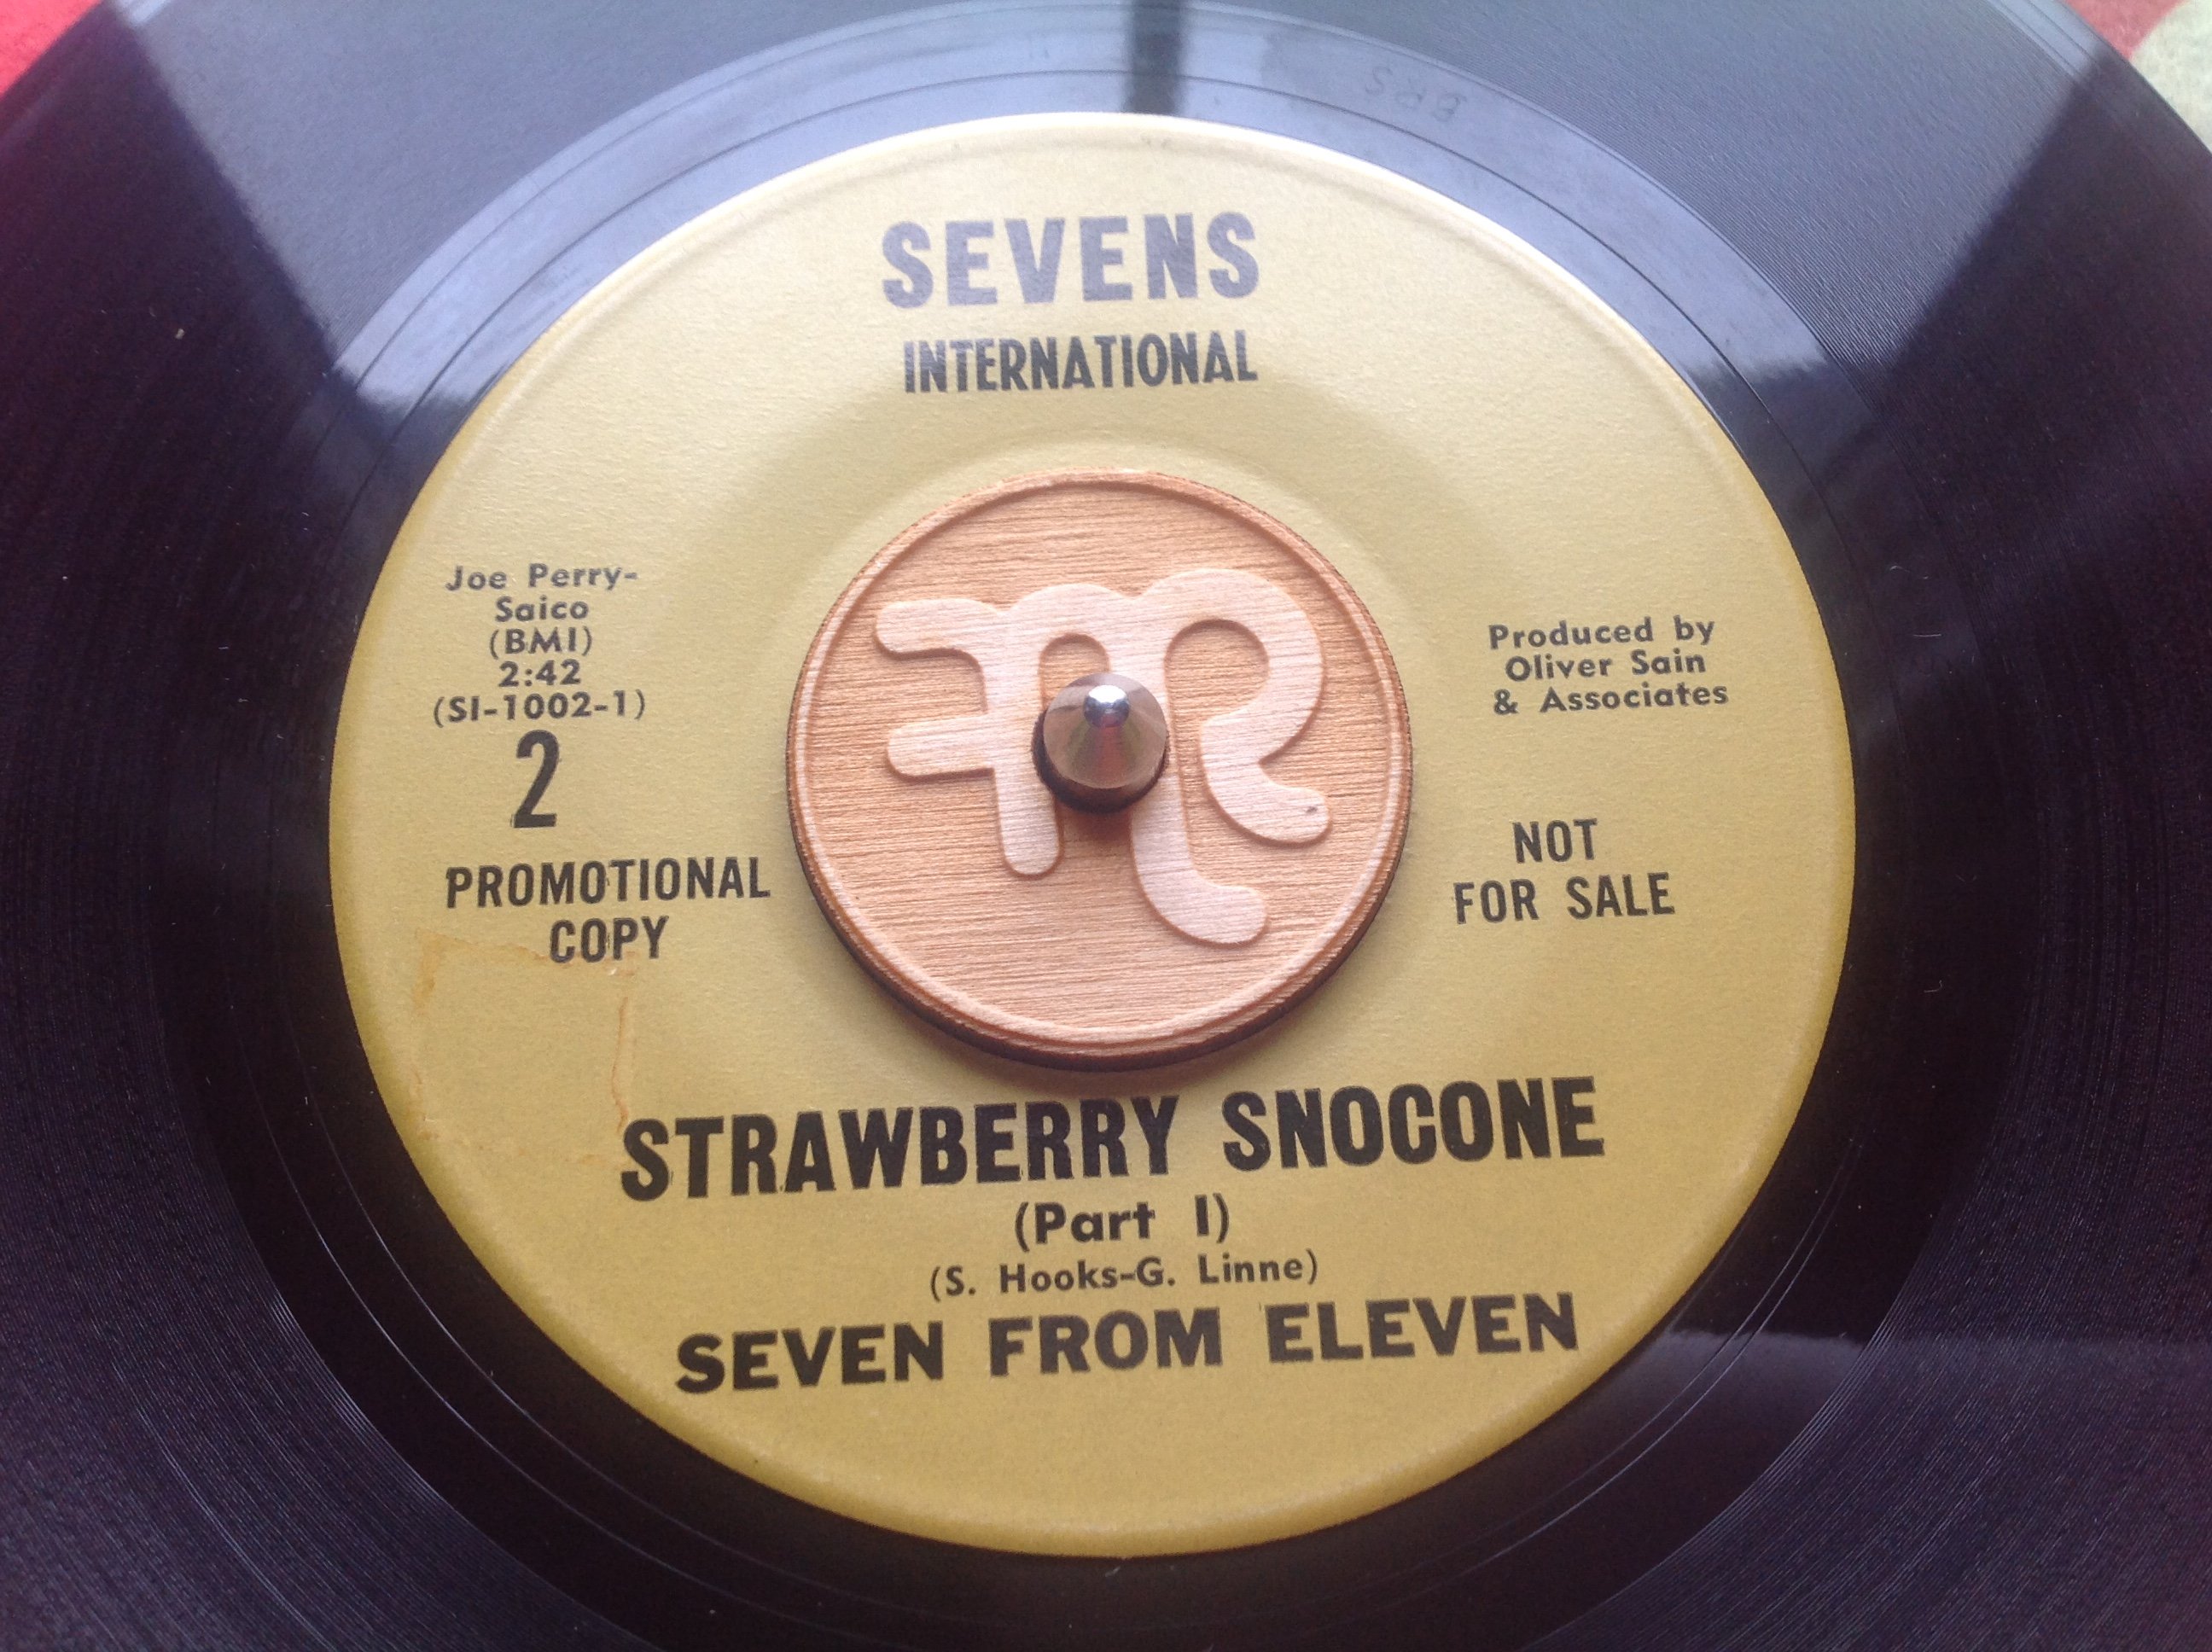 SEVENS
INTERNATIONAL
Joe Perry-
Saico
(BMI)
2:42
(SI-1002-1)
2
PROMOTIONAL
COPY
Produced by
Oliver Sain
& Associates
NOT
FOR SALE
STRAWBERRY SNOCONE
(Part I)
(S. Hooks-G. Linne)
SEVEN FROM ELEVEN